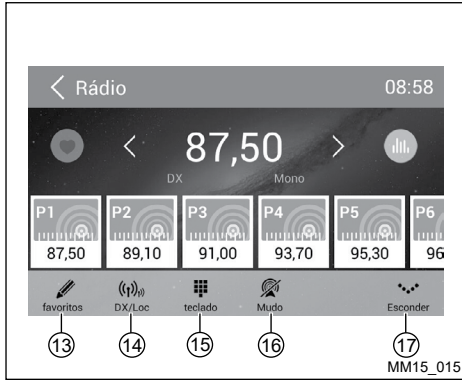 Rádio 08:58
87,50
DX Mono
P1 P2 P3 P4 P5 P6
87,50 89,10 91,00 93,70 95,30 96
favoritos DX/Loc teclado Mudo Esconder
13 14 15 16 17
MM15_015